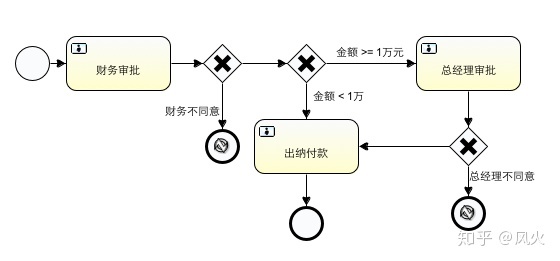 金额 >= 1万元
财务审批
总经理审批
金额 < 1万
财务不同意
出纳付款
总经理不同意
知乎 @风火